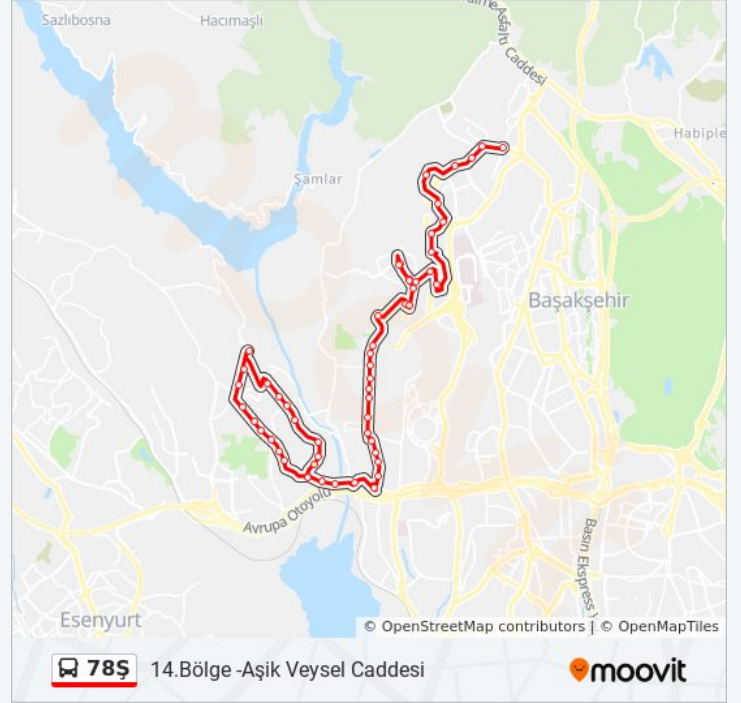 Sazlıbosna
Hacımaşlı
Asfaltı Caddesi
Habiple
Şamlar
Başakşehir
Avrupa Otoyolu
Basın Ekspress
Esenyurt
© OpenStreetMap contributors | © OpenMapTiles
78Ş 14.Bölge -Aşik Veysel Caddesi moovit